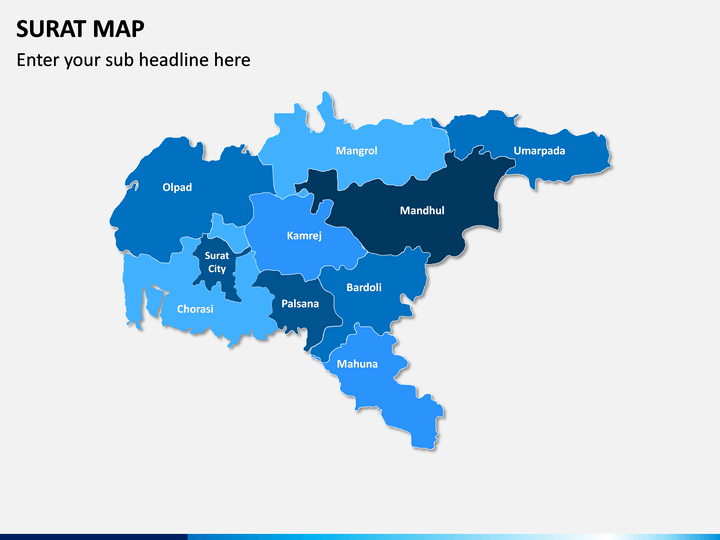 SURAT MAP
Enter your sub headline here
Mangrol
Umarpada
Olpad
Mandhul
Kamrej
Surat
City
Bardoli
Palsana
Chorasi
Mahuna